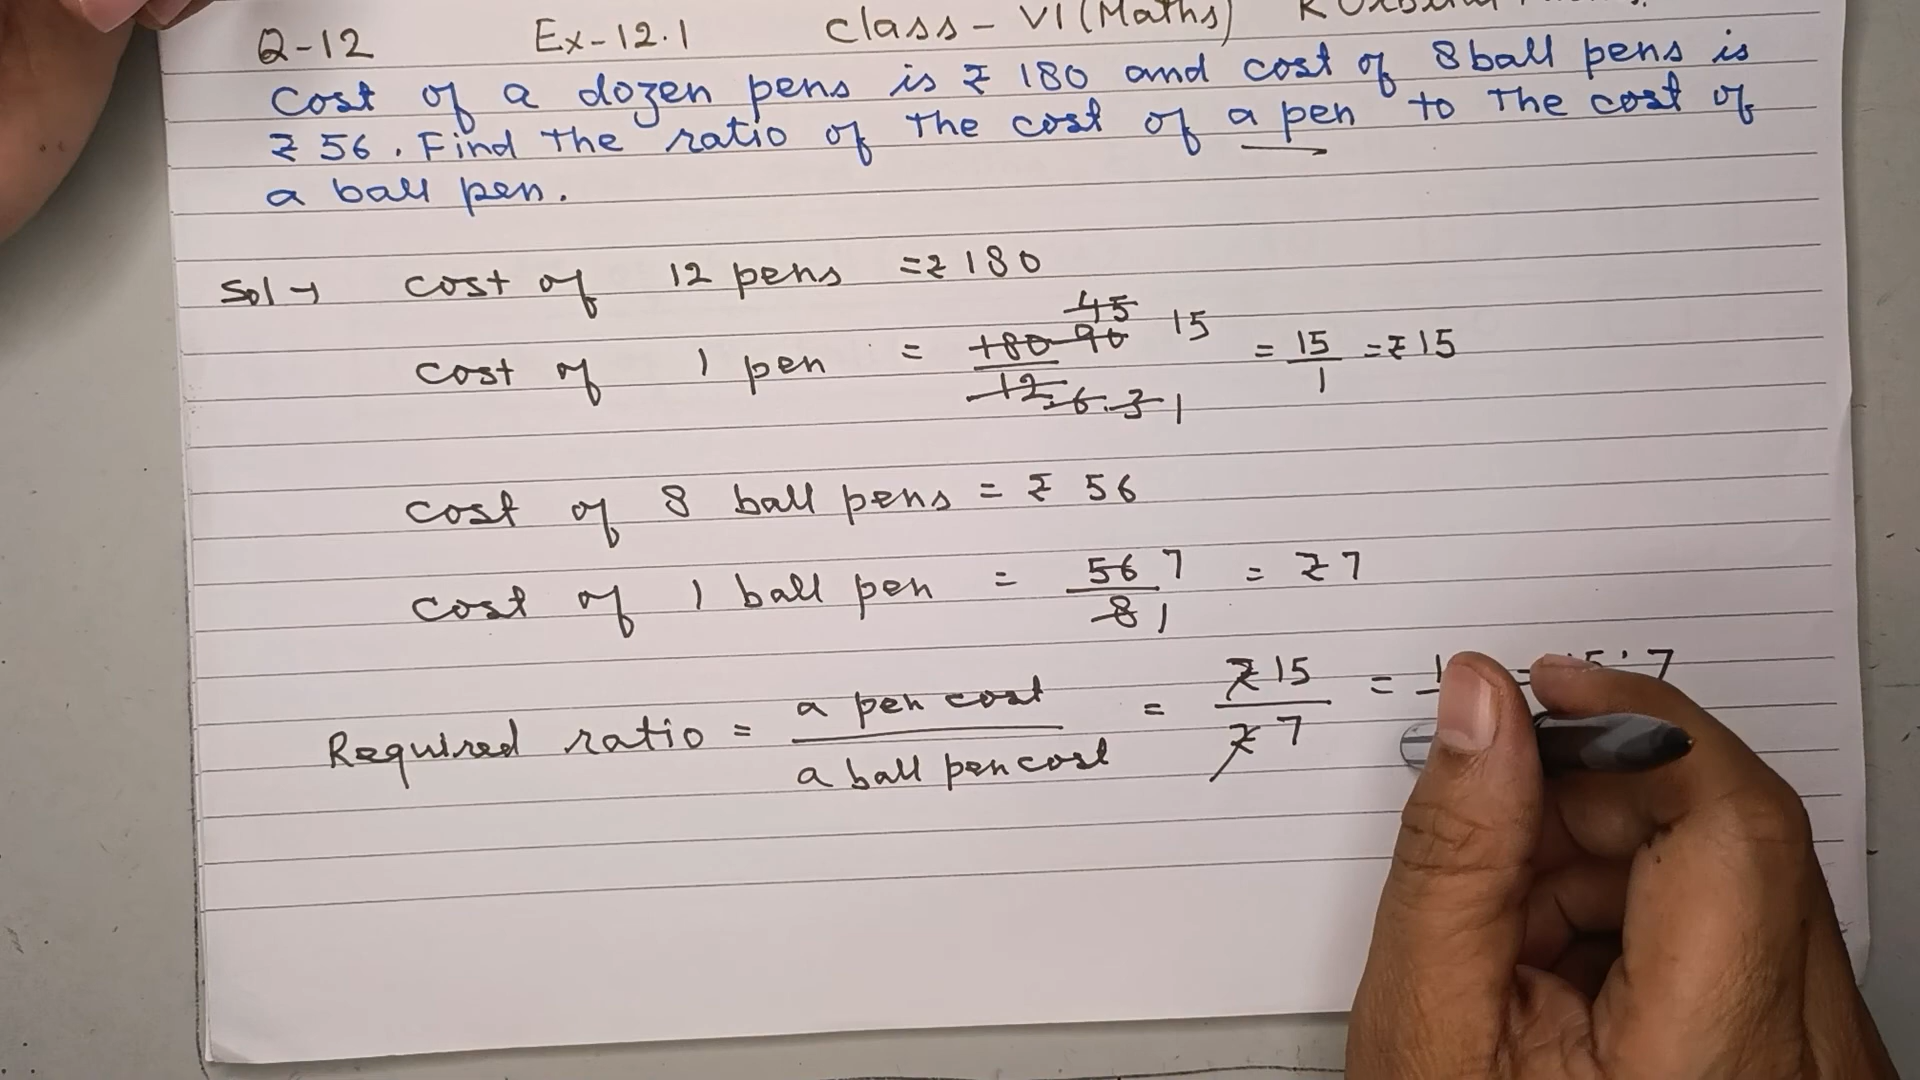 Q-12 Ex-12.1 Class - VI (Maths)
Cost of a dozen pens is ₹ 180 and cost of 8 ball pens is
₹ 56. Find the ratio of the cost of a pen to the cost of
a ball pen.
Sol→ cost of 12 pens = ₹ 180
cost of 1 pen = 180 90 45 15 / 12 6 3 1 = 15/1 = ₹ 15
cost of 8 ball pens = ₹ 56
cost of 1 ball pen = 56 7 / 8 1 = ₹ 7
Required ratio = a pen cost / a ball pen cost = ₹ 15 / ₹ 7 = = : 7